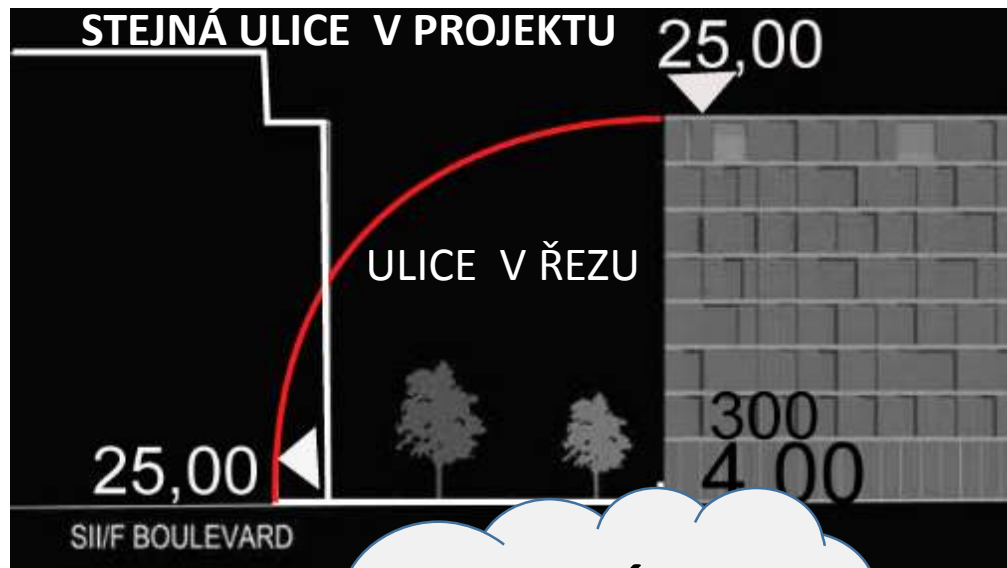 STEJNÁ ULICE V PROJEKTU
25,00
ULICE V ŘEZU
300
4,00
25,00
SII/F BOULEVARD